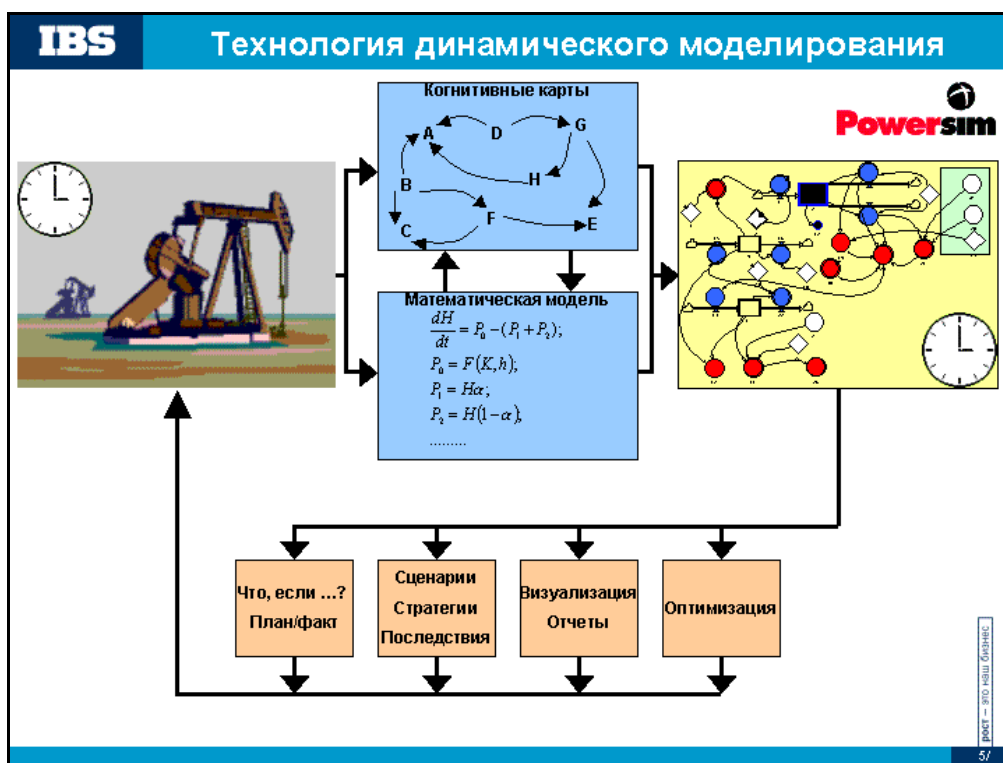 IBS
Технология динамического моделирования
Когнитивные карты
Powersim
A
D
G
B
H
C
F
E
Математическая модель
dH/dt = P₀ − (P₁ + P₂);
P₀ = F(K,h);
P₁ = Hα;
P₂ = H(1−α);
.........
Что, если ...?
План/факт
Сценарии
Стратегии
Последствия
Визуализация
Отчеты
Оптимизация
рост – это наш бизнес
5/